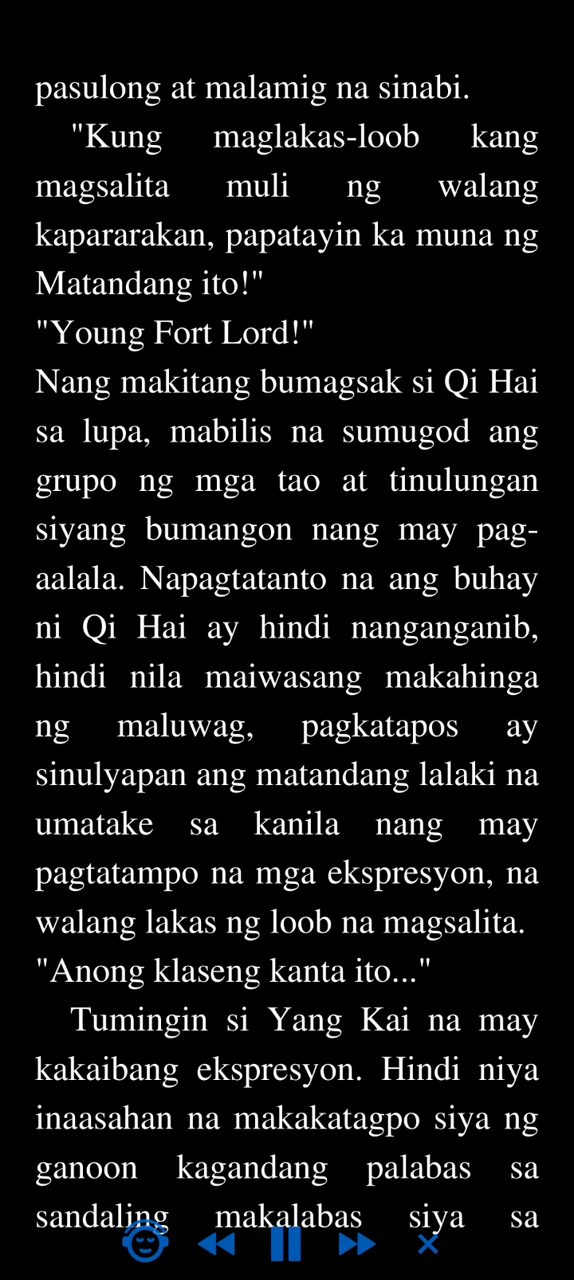 pasulong at malamig na sinabi.
"Kung maglakas-loob kang
magsalita muli ng walang
kapararakan, papatayin ka muna ng
Matandang ito!"
"Young Fort Lord!"
Nang makitang bumagsak si Qi Hai
sa lupa, mabilis na sumugod ang
grupo ng mga tao at tinulungan
siyang bumangon nang may pag-
aalala. Napagtatanto na ang buhay
ni Qi Hai ay hindi nanganganib,
hindi nila maiwasang makahinga
ng maluwag, pagkatapos ay
sinulyapan ang matandang lalaki na
umatake sa kanila nang may
pagtatampo na mga ekspresyon, na
walang lakas ng loob na magsalita.
"Anong klaseng kanta ito..."
Tumingin si Yang Kai na may
kakaibang ekspresyon. Hindi niya
inaasahan na makakatagpo siya ng
ganoon kagandang palabas sa
sandaling makalabas siya sa